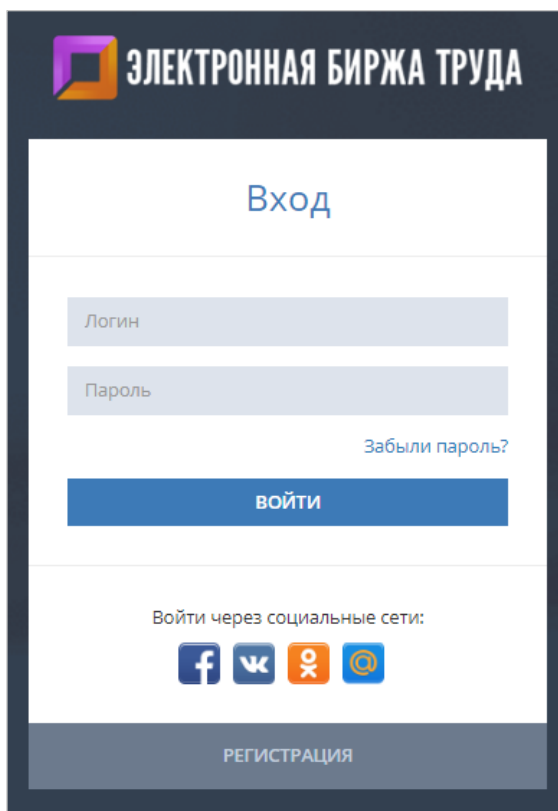 ЭЛЕКТРОННАЯ БИРЖА ТРУДА
Вход
Логин
Пароль
Забыли пароль?
ВОЙТИ
Войти через социальные сети:
РЕГИСТРАЦИЯ